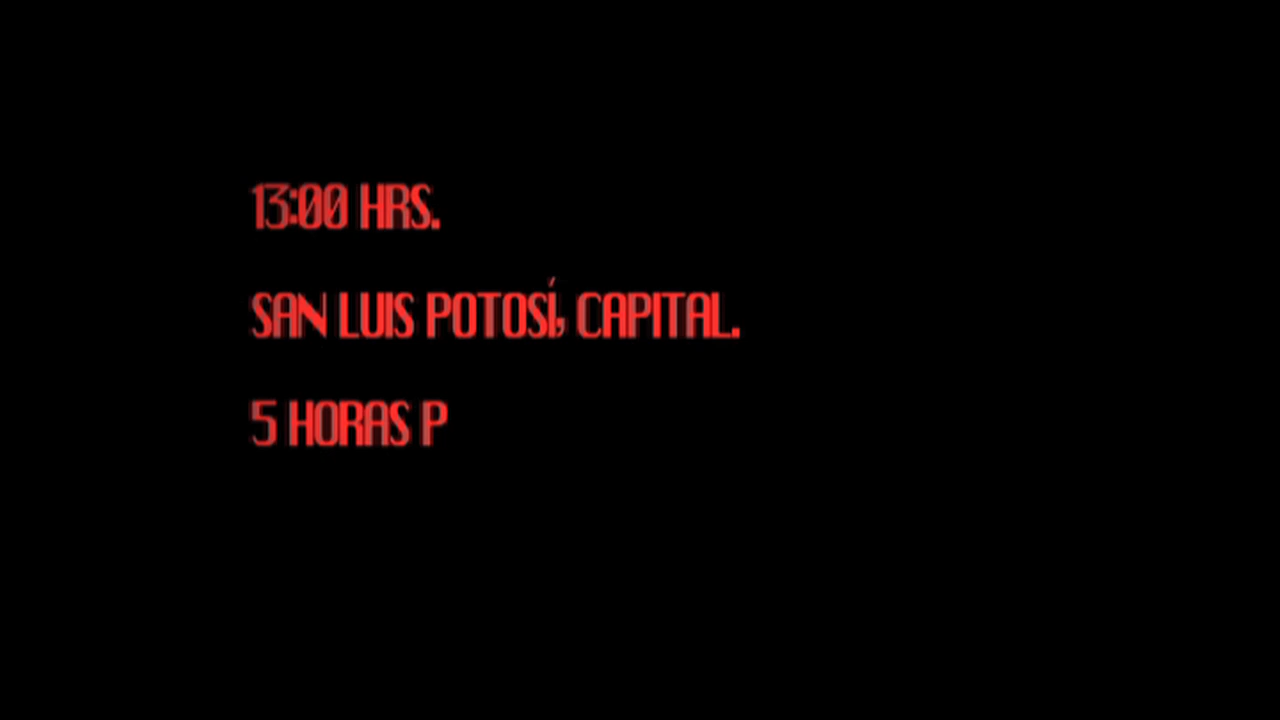 13:00 HRS.
SAN LUIS POTOSÍ, CAPITAL.
5 HORAS P